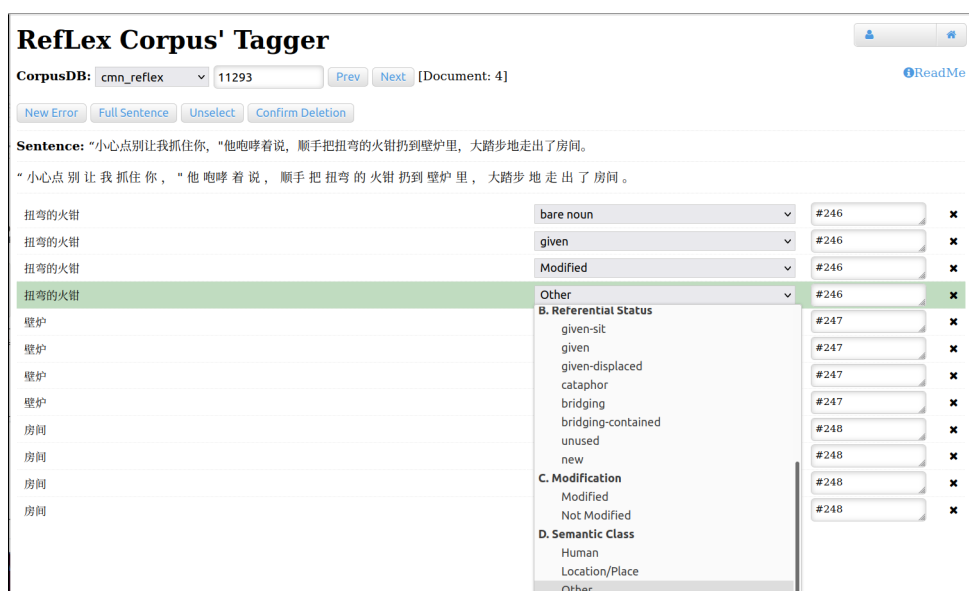 RefLex Corpus' Tagger
CorpusDB: cmn_reflex 11293 Prev Next [Document: 4] ReadMe
New Error Full Sentence Unselect Confirm Deletion
Sentence: “小心点别让我抓住你, "他咆哮着说，顺手把扭弯的火钳扔到壁炉里，大踏步地走出了房间。
“ 小心点 别 让 我 抓住 你 ， " 他 咆哮 着 说 ， 顺手 把 扭弯 的 火钳 扔到 壁炉 里 ， 大踏步 地 走 出 了 房间 。
扭弯的火钳 bare noun #246 ×
扭弯的火钳 given #246 ×
扭弯的火钳 Modified #246 ×
扭弯的火钳 Other #246 ×
B. Referential Status
壁炉 given-sit #247 ×
壁炉 given #247 ×
given-displaced
壁炉 cataphor #247 ×
壁炉 bridging #247 ×
房间 bridging-contained #248 ×
unused
房间 new #248 ×
C. Modification
房间 Modified #248 ×
房间 Not Modified #248 ×
D. Semantic Class
Human
Location/Place
Other